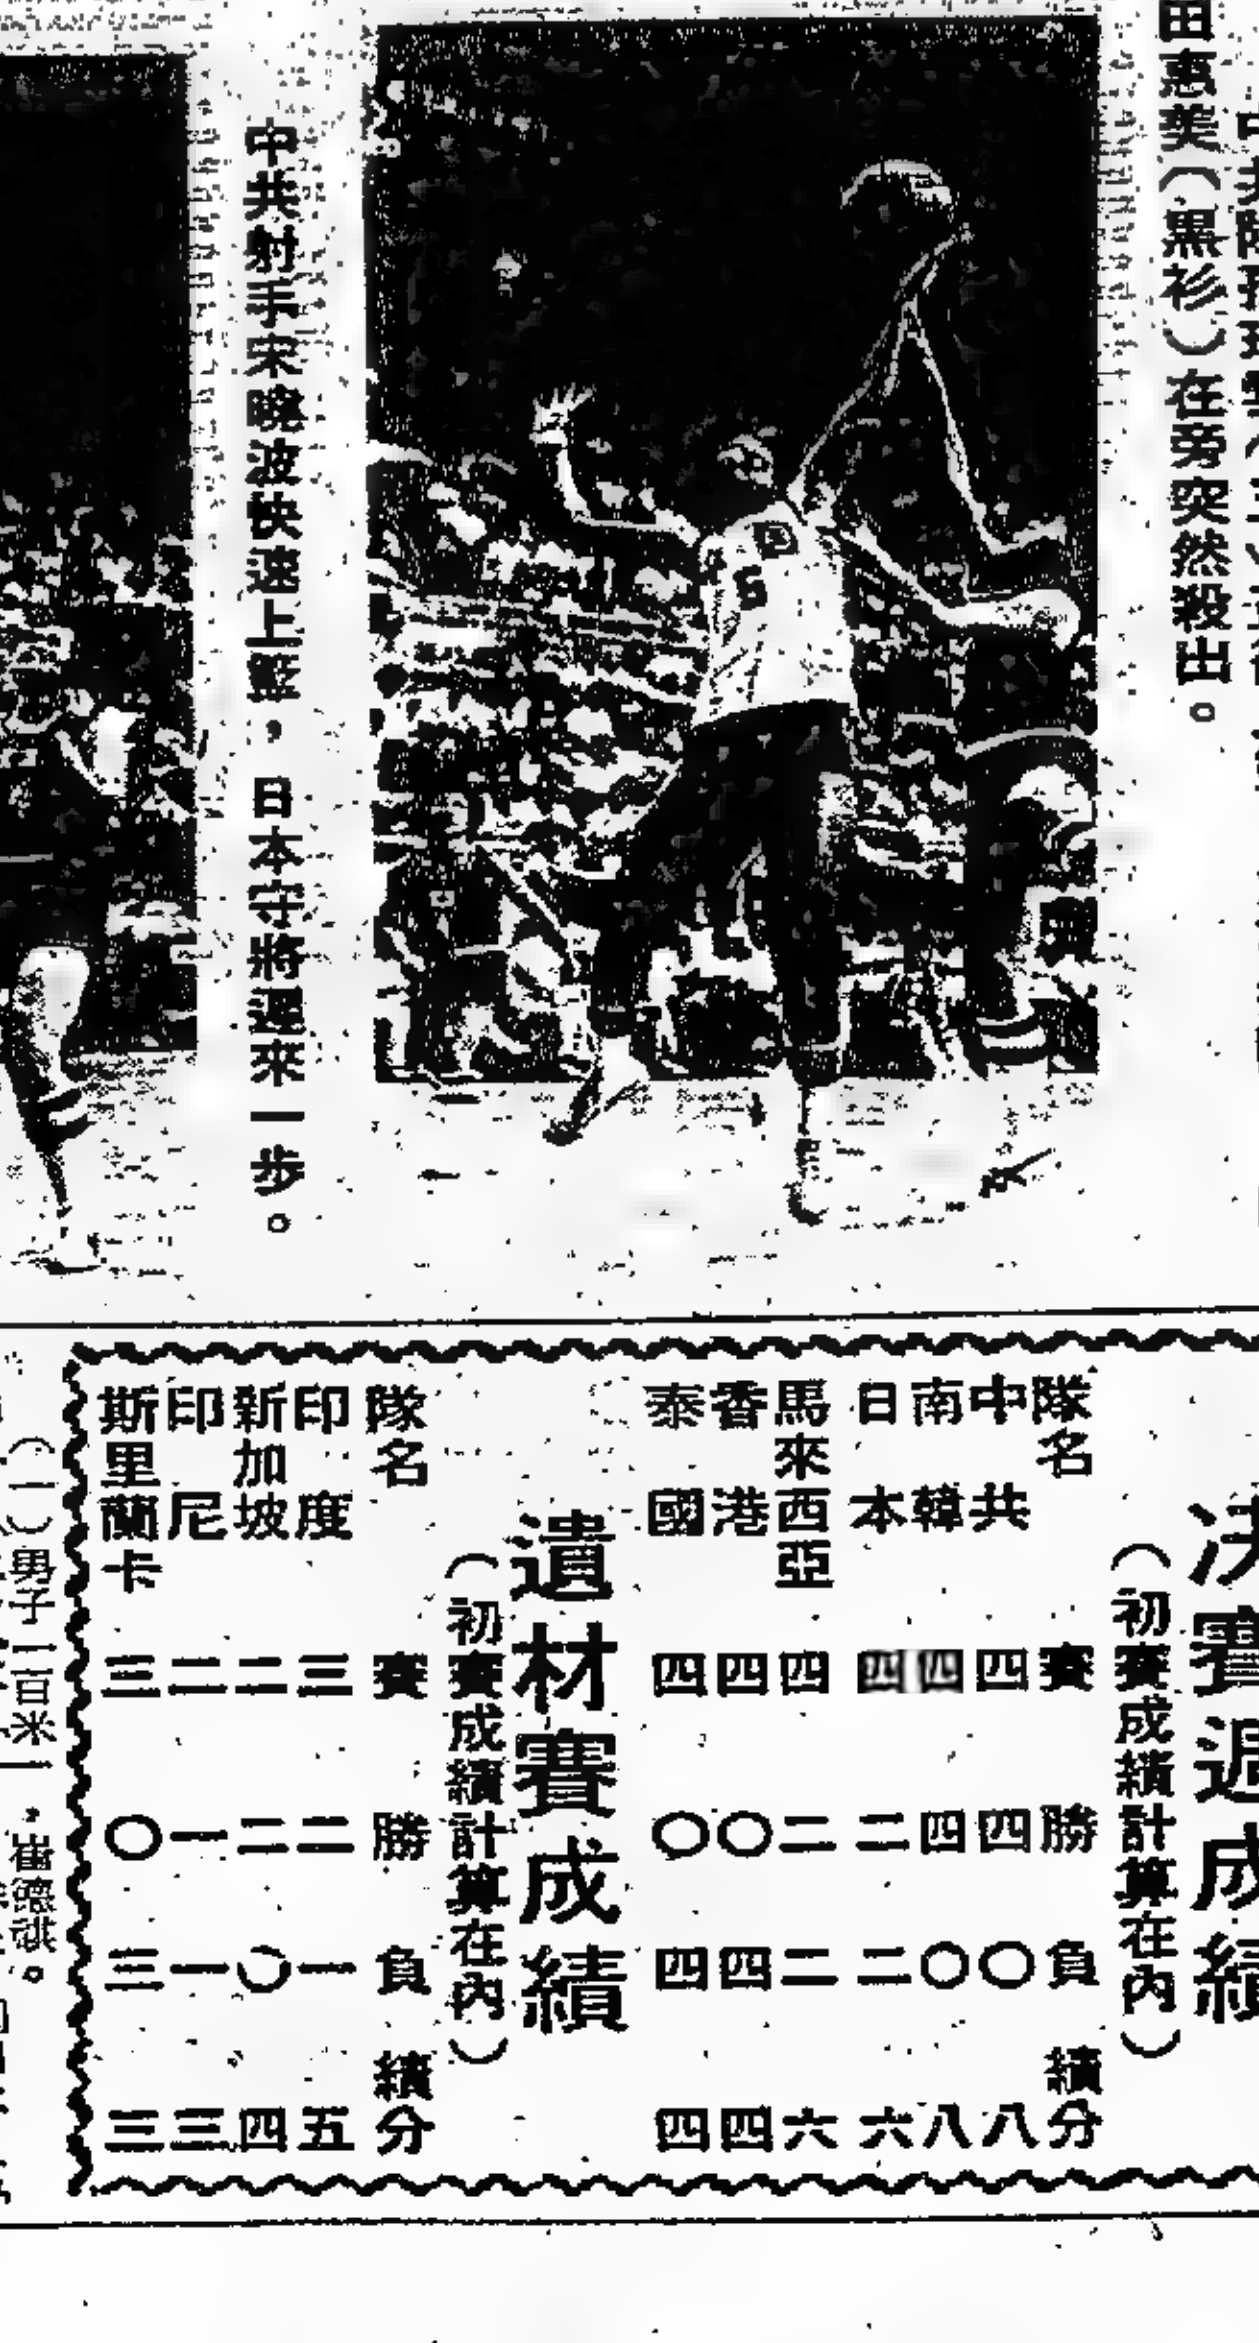 田惠美(黑衫)在旁突然殺出。
中共射手宋曉波快速上籃，日本守將遲來一步。
決賽週成績
(初賽成績計算在內)
隊名 賽 勝 負 績分
中共 四 四 〇 八
南韓 四 四 〇 八
日本 四 二 二 六
馬來西亞 四 二 二 六
香港 四 〇 四 四
泰國 四 〇 四 四
遺材賽成績
(初賽成績計算在內)
隊名 賽 勝 負 績分
印度 三 二 一 五
新加坡 二 二 〇 四
印尼 二 一 一 三
斯里蘭卡 三 〇 三 三
(一)男子一百米—，崔德祺。